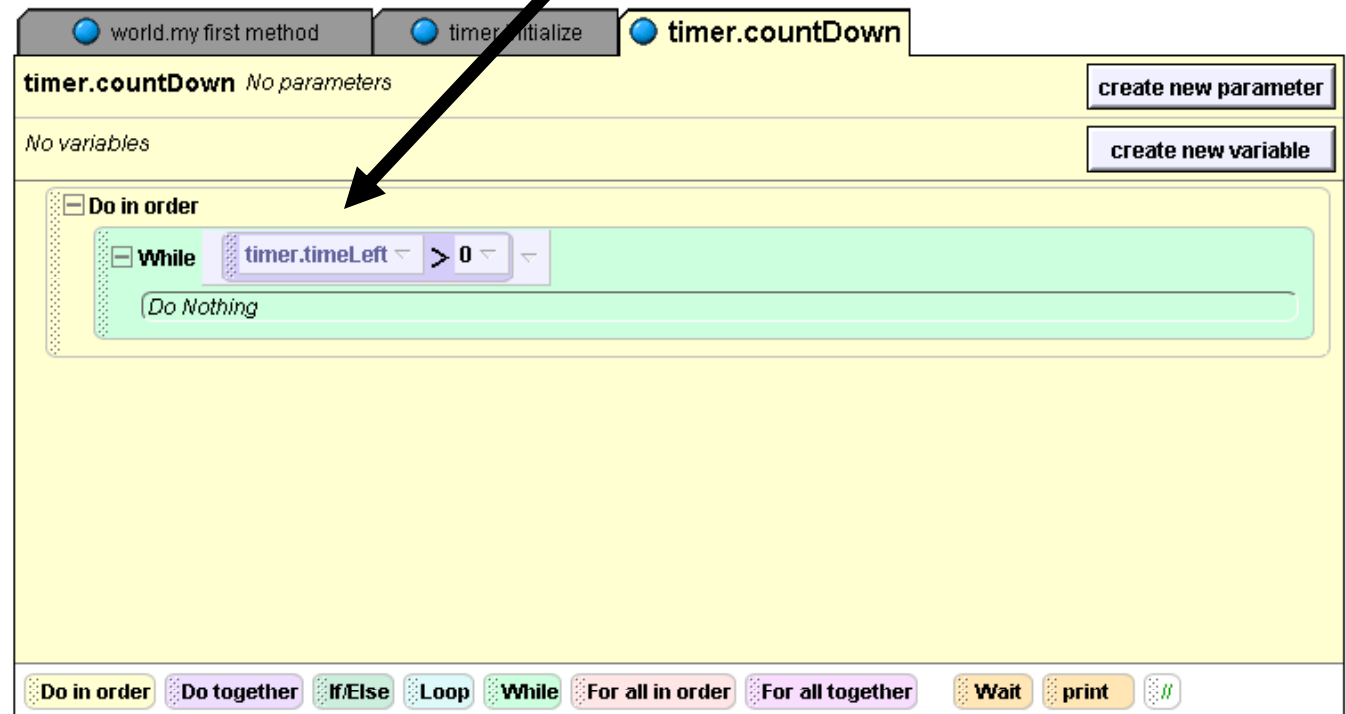 world.my first method timer. itialize timer.countDown
timer.countDown No parameters create new parameter
No variables create new variable
Do in order
While timer.timeLeft > 0
Do Nothing
Do in order Do together If/Else Loop While For all in order For all together Wait print //